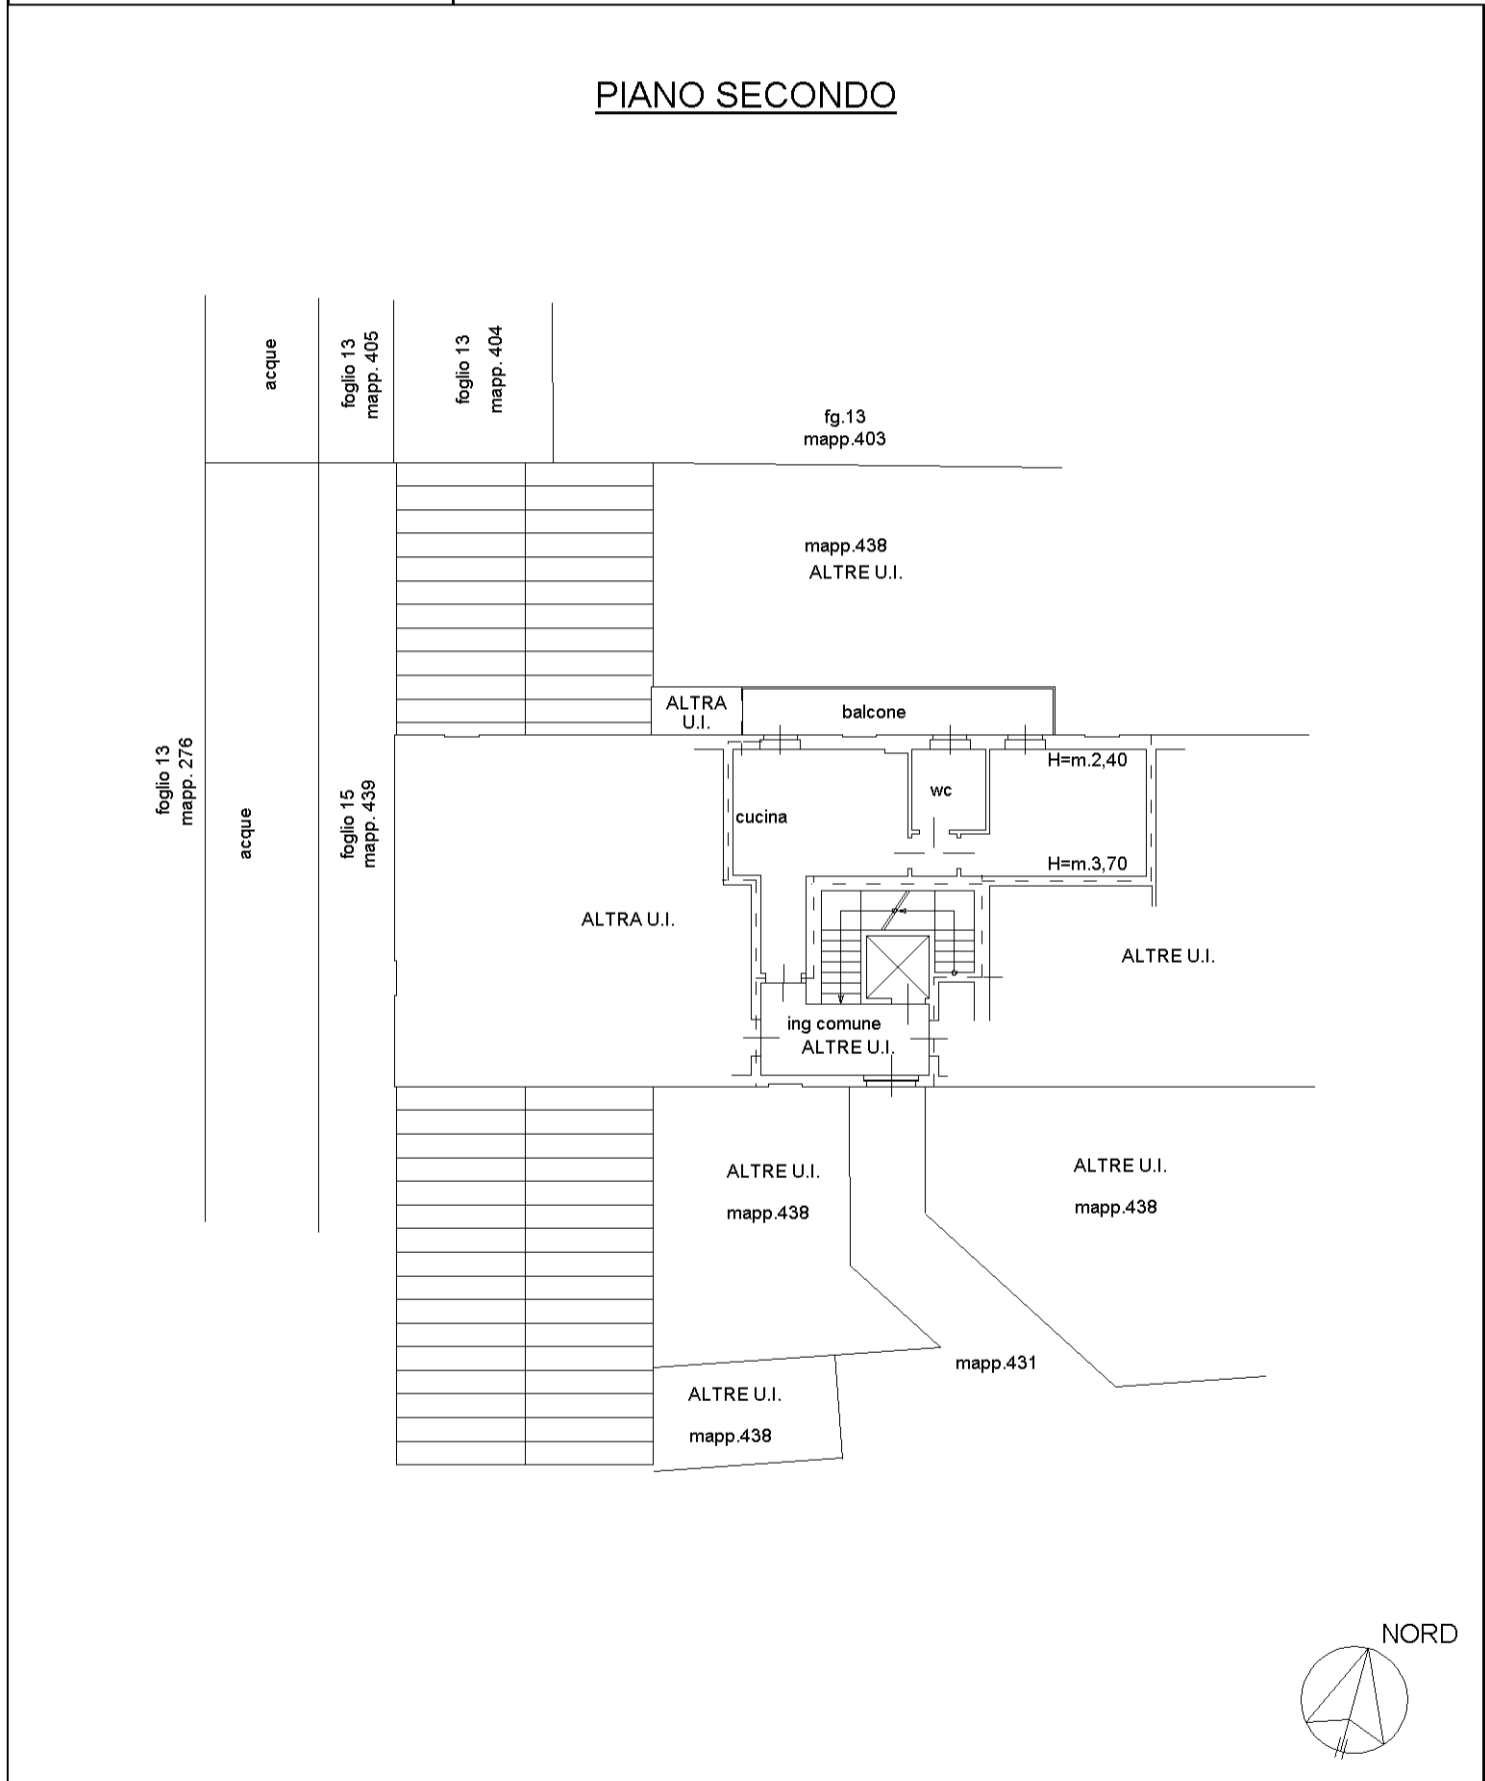 PIANO SECONDO
acque
foglio 13
mapp. 405
foglio 13
mapp. 404
fg.13
mapp.403
mapp.438
ALTRE U.I.
ALTRA
U.I.
balcone
foglio 13
mapp. 276
acque
foglio 15
mapp. 439
H=m.2,40
wc
cucina
H=m.3,70
ALTRA U.I.
ALTRE U.I.
ing comune
ALTRE U.I.
ALTRE U.I.
mapp.438
ALTRE U.I.
mapp.438
mapp.431
ALTRE U.I.
mapp.438
NORD